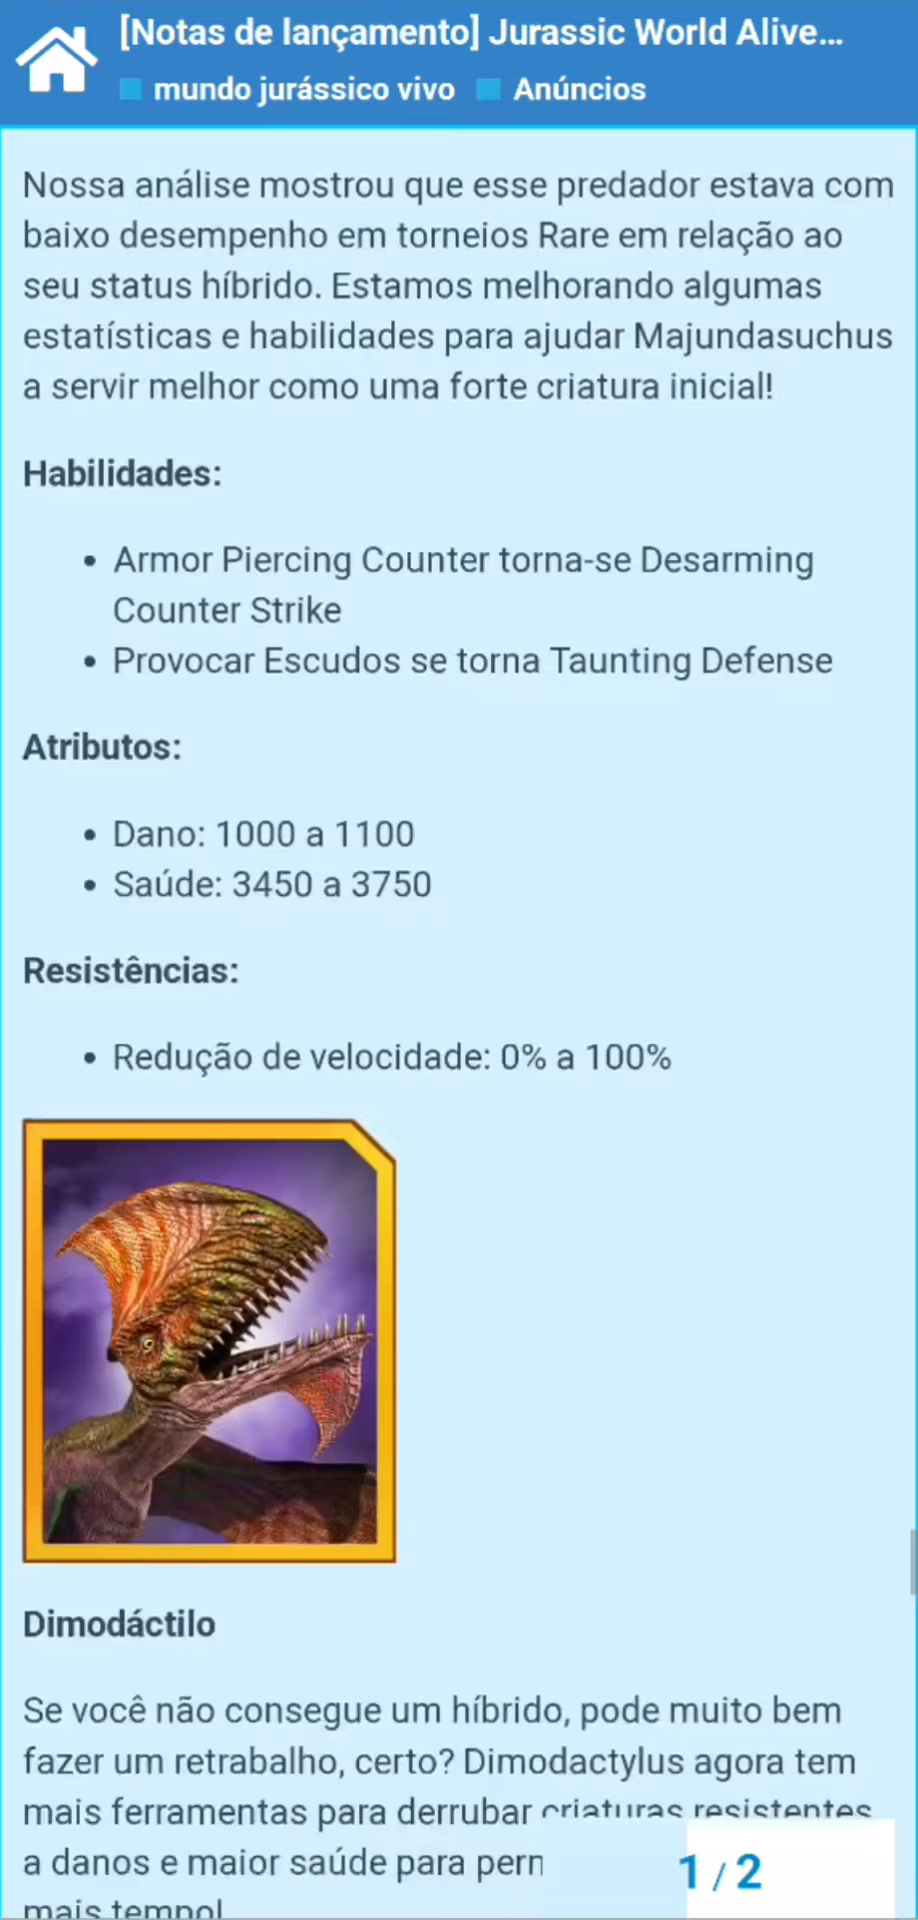 [Notas de lançamento] Jurassic World Alive...
mundo jurássico vivo Anúncios
Nossa análise mostrou que esse predador estava com
baixo desempenho em torneios Rare em relação ao
seu status híbrido. Estamos melhorando algumas
estatísticas e habilidades para ajudar Majundasuchus
a servir melhor como uma forte criatura inicial!
Habilidades:
• Armor Piercing Counter torna-se Desarming
Counter Strike
• Provocar Escudos se torna Taunting Defense
Atributos:
• Dano: 1000 a 1100
• Saúde: 3450 a 3750
Resistências:
• Redução de velocidade: 0% a 100%
Dimodáctilo
Se você não consegue um híbrido, pode muito bem
fazer um retrabalho, certo? Dimodactylus agora tem
mais ferramentas para derrubar criaturas resistentes
a danos e maior saúde para
mais tempo!
1 / 2